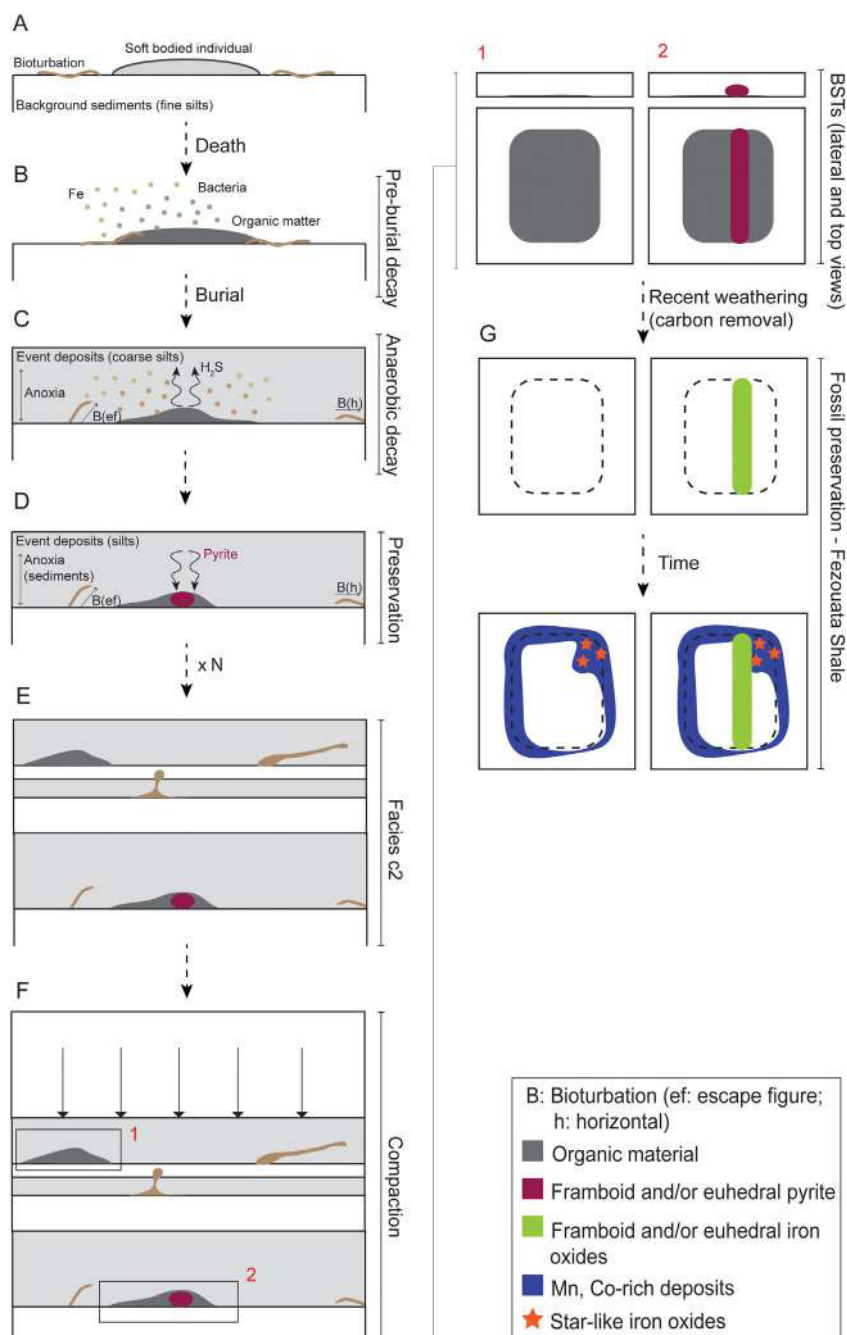 A
Soft bodied individual
Bioturbation
Background sediments (fine silts)
Death
B
Fe
Bacteria
Organic matter
Pre-burial decay
Burial
C
Event deposits (coarse silts)
H2S
Anoxia
B(ef)
B(h)
Anaerobic decay
D
Event deposits (silts)
Pyrite
Anoxia
(sediments)
B(ef)
B(h)
Preservation
x N
E
Facies c2
F
1
2
Compaction
1
2
BSTs (lateral and top views)
Recent weathering
(carbon removal)
G
Time
Fossil preservation - Fezouata Shale
B: Bioturbation (ef: escape figure;
h: horizontal)
Organic material
Framboid and/or euhedral pyrite
Framboid and/or euhedral iron
oxides
Mn, Co-rich deposits
Star-like iron oxides